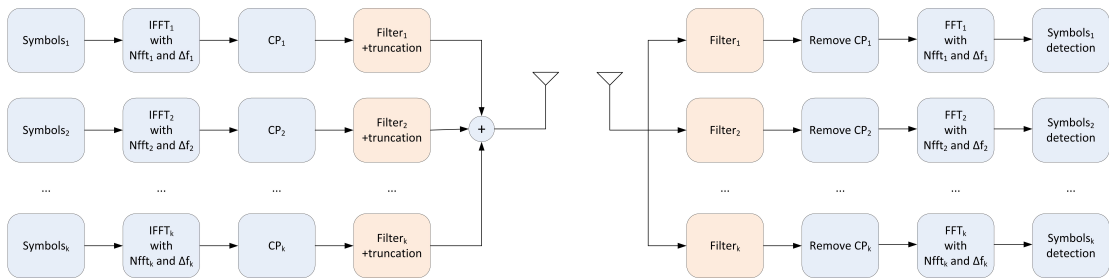 Symbols₁
IFFT₁
with
Nfft₁ and Δf₁
CP₁
Filter₁
+truncation
Filter₁
Remove CP₁
FFT₁
with
Nfft₁ and Δf₁
Symbols₁
detection
Symbols₂
IFFT₂
with
Nfft₂ and Δf₂
CP₂
Filter₂
+truncation
+
Filter₂
Remove CP₂
FFT₂
with
Nfft₂ and Δf₂
Symbols₂
detection
...
...
...
...
...
...
...
...
Symbolsₖ
IFFTₖ
with
Nfftₖ and Δfₖ
CPₖ
Filterₖ
+truncation
Filterₖ
Remove CPₖ
FFTₖ
with
Nfftₖ and Δfₖ
Symbolsₖ
detection